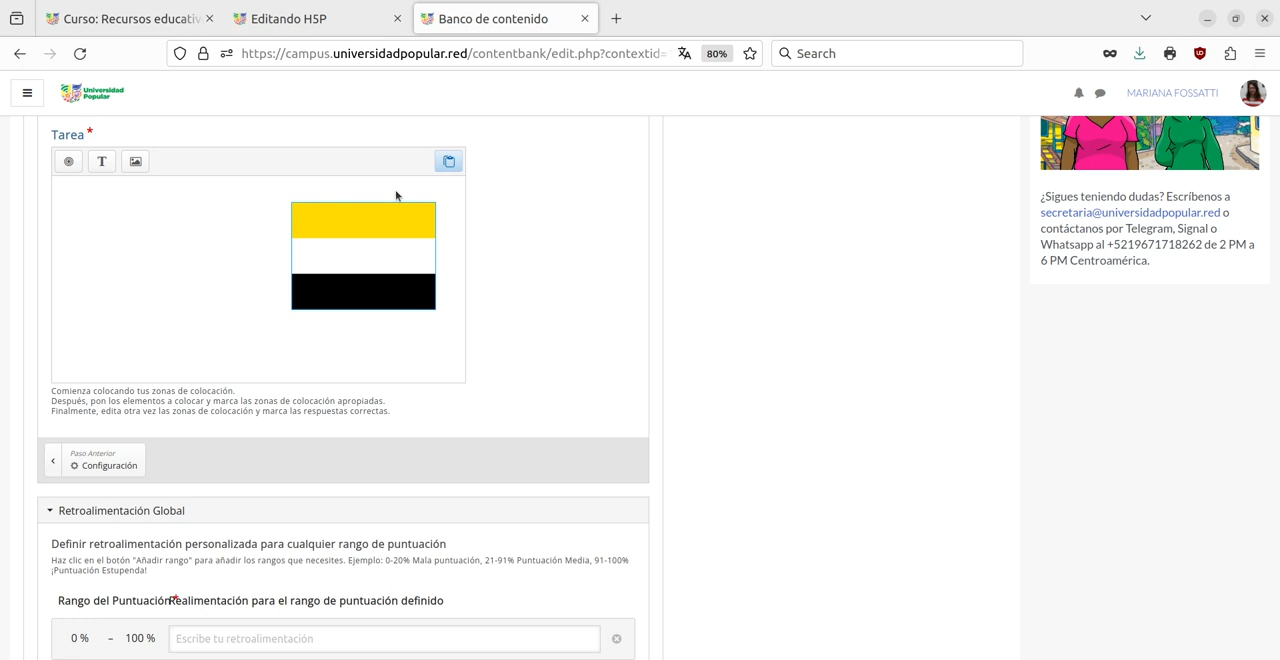 Curso: Recursos educativ
Editando H5P
Banco de contenido
https://campus.universidadpopular.red/contentbank/edit.php?contextid=
80%
Search
Universidad
Popular
MARIANA FOSSATTI
Tarea *
T
Comienza colocando tus zonas de colocación.
Después, pon los elementos a colocar y marca las zonas de colocación apropiadas.
Finalmente, edita otra vez las zonas de colocación y marca las respuestas correctas.
Paso Anterior
Configuración
Retroalimentación Global
Definir retroalimentación personalizada para cualquier rango de puntuación
Haz clic en el botón "Añadir rango" para añadir los rangos que necesites. Ejemplo: 0-20% Mala puntuación, 21-91% Puntuación Media, 91-100%
¡Puntuación Estupenda!
Rango del Puntuación * Realimentación para el rango de puntuación definido
0 % – 100 % Escribe tu retroalimentación
¿Sigues teniendo dudas? Escríbenos a
secretaria@universidadpopular.red o
contáctanos por Telegram, Signal o
Whatsapp al +5219671718262 de 2 PM a
6 PM Centroamérica.